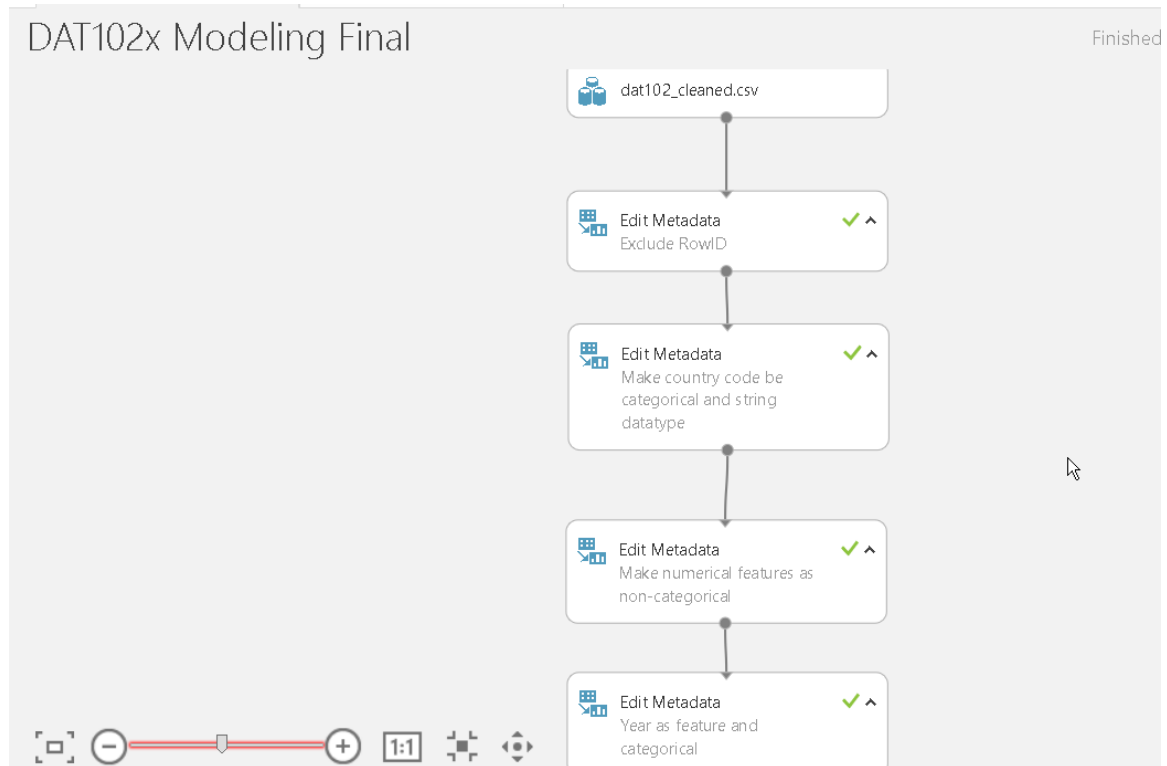 DAT102x Modeling Final
Finished
dat102_cleaned.csv
Edit Metadata
Exclude RowID
Edit Metadata
Make country code be
categorical and string
datatype
Edit Metadata
Make numerical features as
non-categorical
Edit Metadata
Year as feature and
categorical
1:1